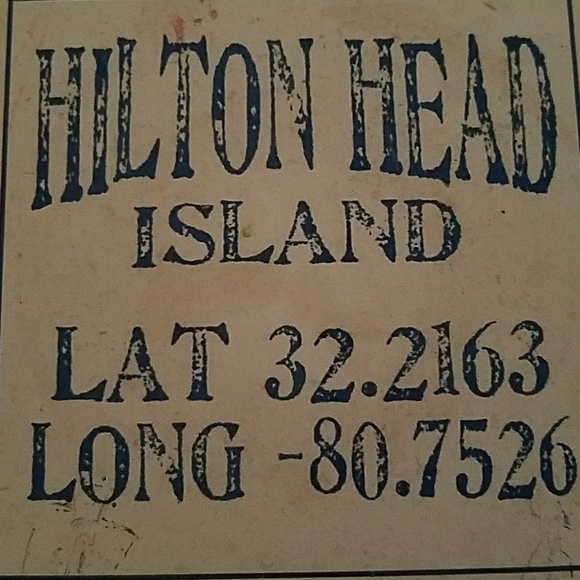 HILTON HEAD
ISLAND
LAT 32.2163
LONG -80.7526